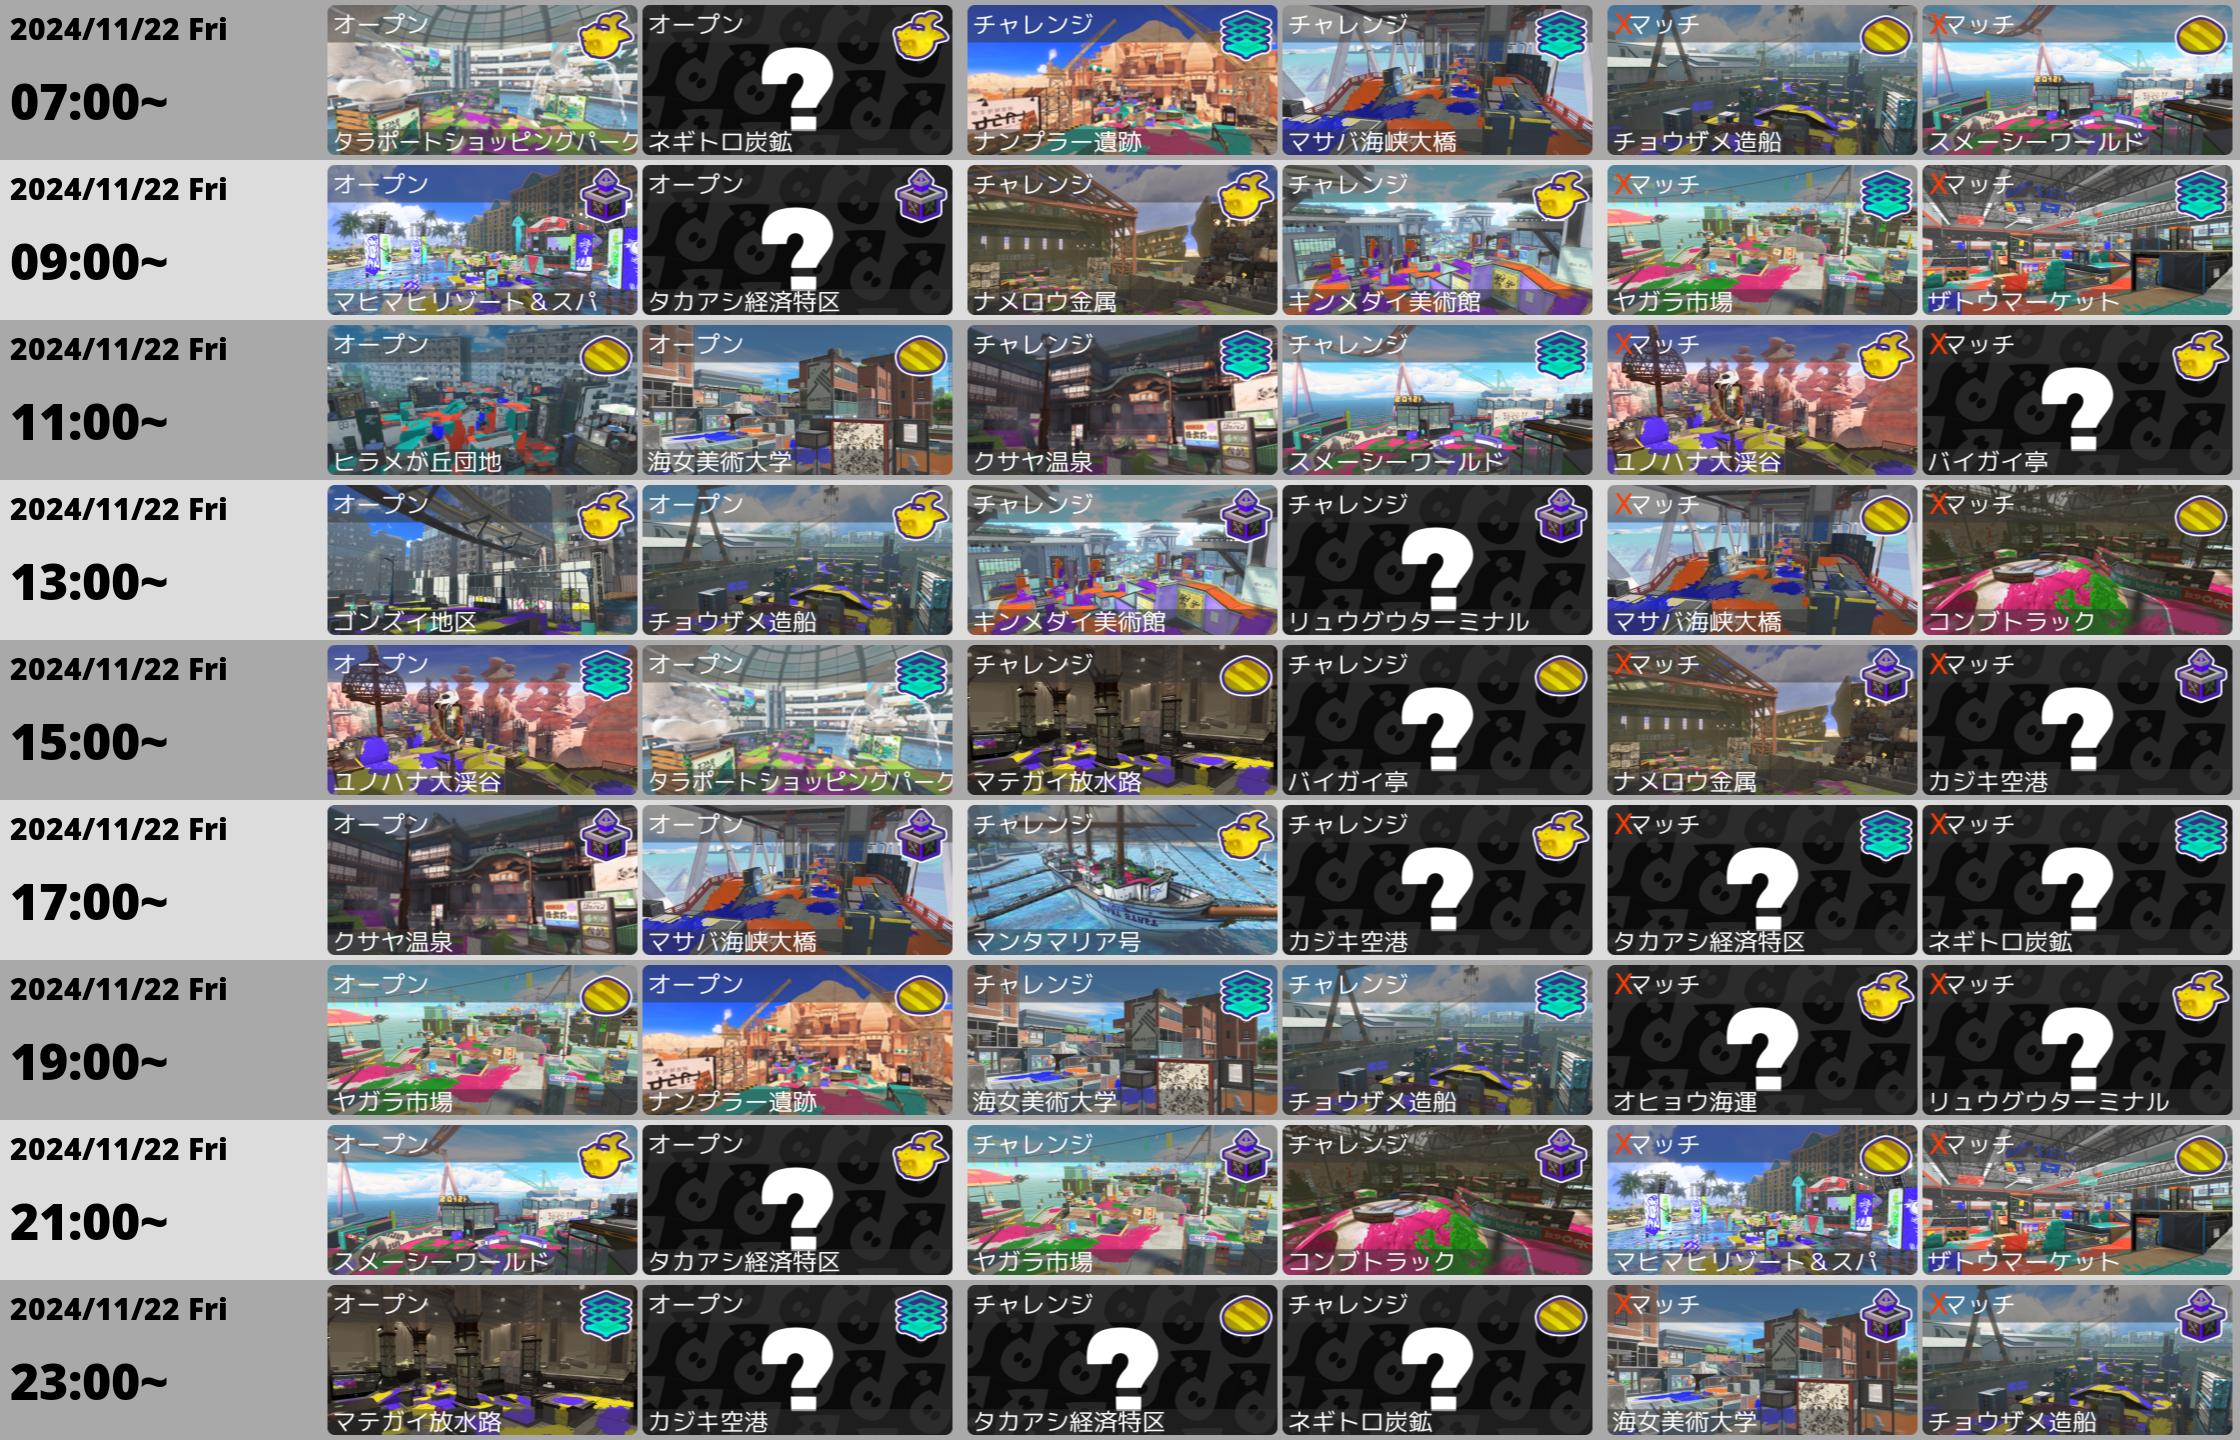 2024/11/22 Fri
07:00~
オープン
タラポートショッピングパーク
オープン
ネギトロ炭鉱
チャレンジ
ナンプラー遺跡
チャレンジ
マサバ海峡大橋
Xマッチ
チョウザメ造船
Xマッチ
スメーシーワールド
2024/11/22 Fri
09:00~
オープン
マヒマヒリゾート＆スパ
オープン
タカアシ経済特区
チャレンジ
ナメロウ金属
チャレンジ
キンメダイ美術館
Xマッチ
ヤガラ市場
Xマッチ
ザトウマーケット
2024/11/22 Fri
11:00~
オープン
ヒラメが丘団地
オープン
海女美術大学
チャレンジ
クサヤ温泉
チャレンジ
スメーシーワールド
Xマッチ
ユノハナ大渓谷
Xマッチ
バイガイ亭
2024/11/22 Fri
13:00~
オープン
ゴンズイ地区
オープン
チョウザメ造船
チャレンジ
キンメダイ美術館
チャレンジ
リュウグウターミナル
Xマッチ
マサバ海峡大橋
Xマッチ
コンブトラック
2024/11/22 Fri
15:00~
オープン
ユノハナ大渓谷
オープン
タラポートショッピングパーク
チャレンジ
マテガイ放水路
チャレンジ
バイガイ亭
Xマッチ
ナメロウ金属
Xマッチ
カジキ空港
2024/11/22 Fri
17:00~
オープン
クサヤ温泉
オープン
マサバ海峡大橋
チャレンジ
マンタマリア号
チャレンジ
カジキ空港
Xマッチ
タカアシ経済特区
Xマッチ
ネギトロ炭鉱
2024/11/22 Fri
19:00~
オープン
ヤガラ市場
オープン
ナンプラー遺跡
チャレンジ
海女美術大学
チャレンジ
チョウザメ造船
Xマッチ
オヒョウ海運
Xマッチ
リュウグウターミナル
2024/11/22 Fri
21:00~
オープン
スメーシーワールド
オープン
タカアシ経済特区
チャレンジ
ヤガラ市場
チャレンジ
コンブトラック
Xマッチ
マヒマヒリゾート＆スパ
Xマッチ
ザトウマーケット
2024/11/22 Fri
23:00~
オープン
マテガイ放水路
オープン
カジキ空港
チャレンジ
タカアシ経済特区
チャレンジ
ネギトロ炭鉱
Xマッチ
海女美術大学
Xマッチ
チョウザメ造船